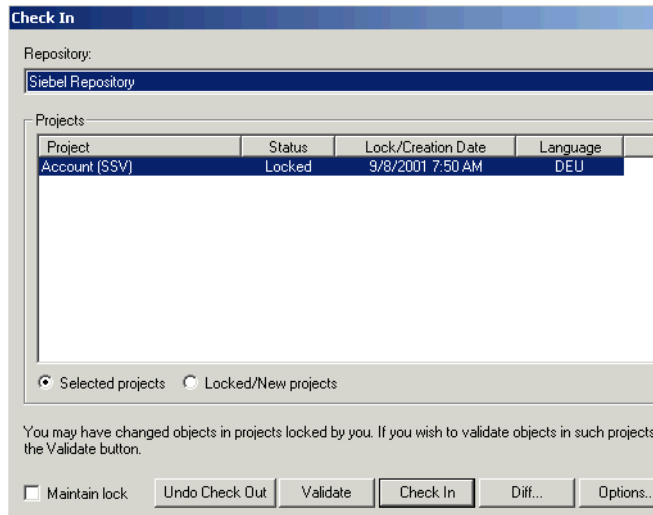 Check In
Repository:
Siebel Repository
Projects
Project Status Lock/Creation Date Language
Account (SSV) Locked 9/8/2001 7:50 AM DEU
Selected projects Locked/New projects
You may have changed objects in projects locked by you. If you wish to validate objects in such projects
the Validate button.
Maintain lock Undo Check Out Validate Check In Diff... Options..